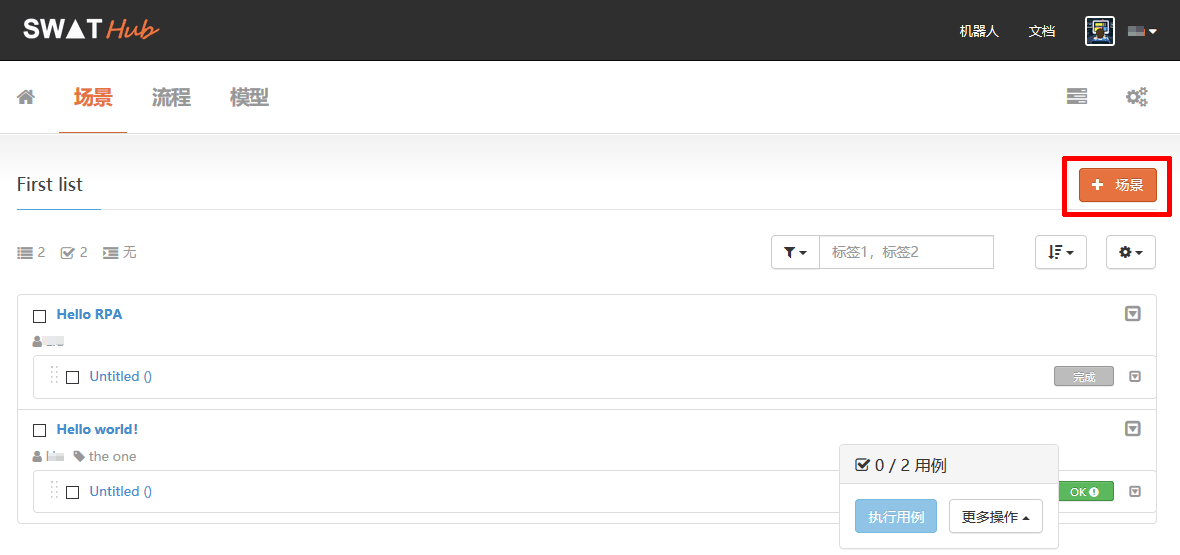 SWAT Hub
机器人 文档
场景 流程 模型
First list
+ 场景
2 2 无
标签1，标签2
Hello RPA
Untitled ()
完成
Hello world!
the one
Untitled ()
OK
0 / 2 用例
执行用例 更多操作